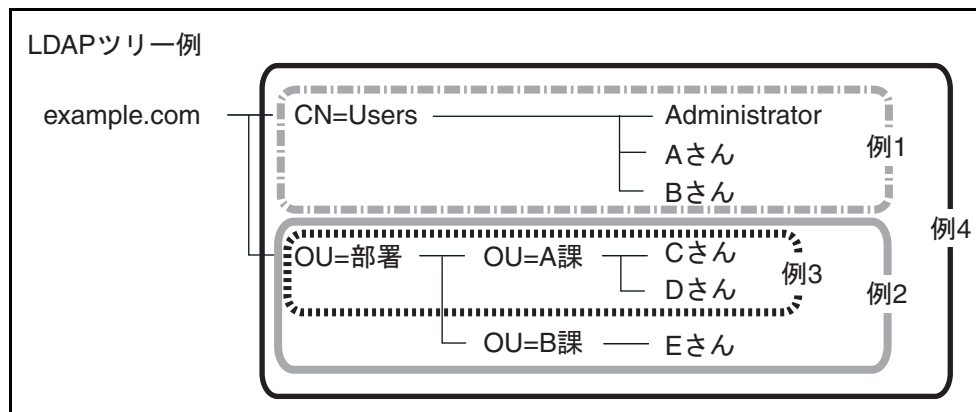 LDAPツリー例
example.com CN=Users Administrator
Aさん
Bさん
例1
例4
OU=部署 OU=A課 Cさん
Dさん
例3
例2
OU=B課 Eさん